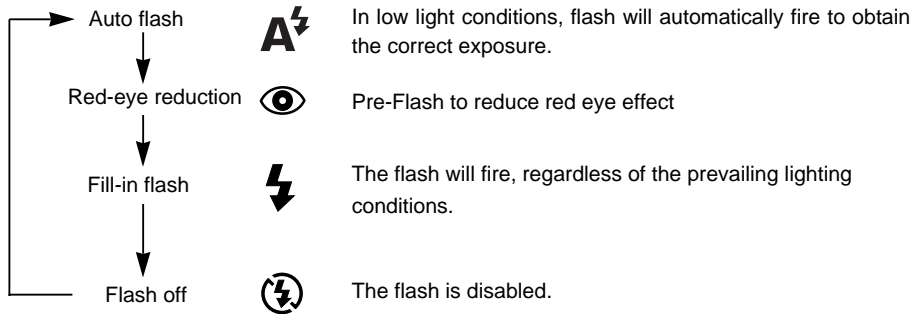 Auto flash
A
In low light conditions, flash will automatically fire to obtain
the correct exposure.
Red-eye reduction
Pre-Flash to reduce red eye effect
Fill-in flash
The flash will fire, regardless of the prevailing lighting
conditions.
Flash off
The flash is disabled.